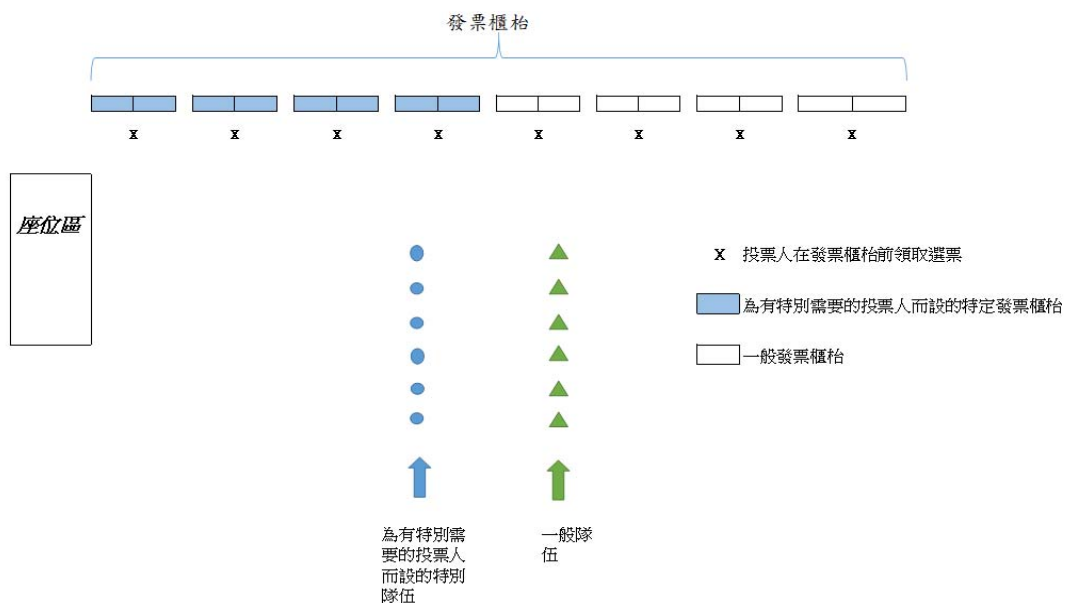 發票櫃枱
x x x x x x x x
座位區
x 投票人在發票櫃枱前領取選票
為有特別需要的投票人而設的特定發票櫃枱
一般發票櫃枱
為有特別需
要的投票人
而設的特別
隊伍
一般隊
伍